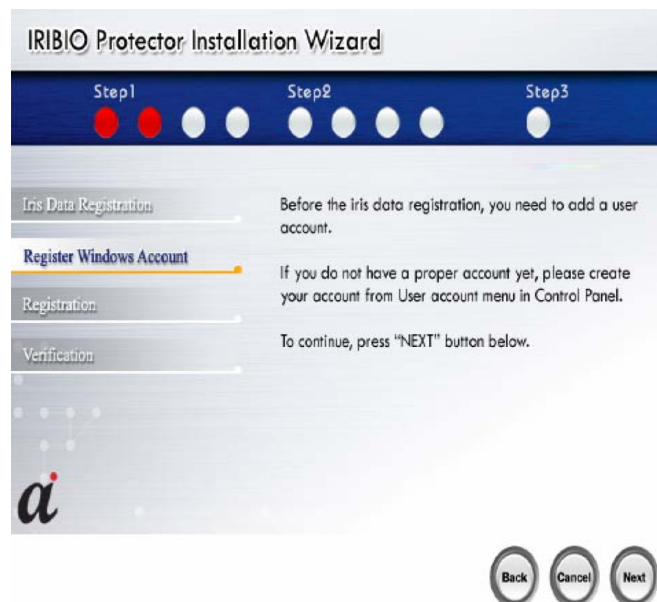 IRIBIO Protector Installation Wizard
Step1
Step2
Step3
Iris Data Registration
Register Windows Account
Registration
Verification
Before the iris data registration, you need to add a user
account.
If you do not have a proper account yet, please create
your account from User account menu in Control Panel.
To continue, press “NEXT” button below.
ai
Back
Cancel
Next